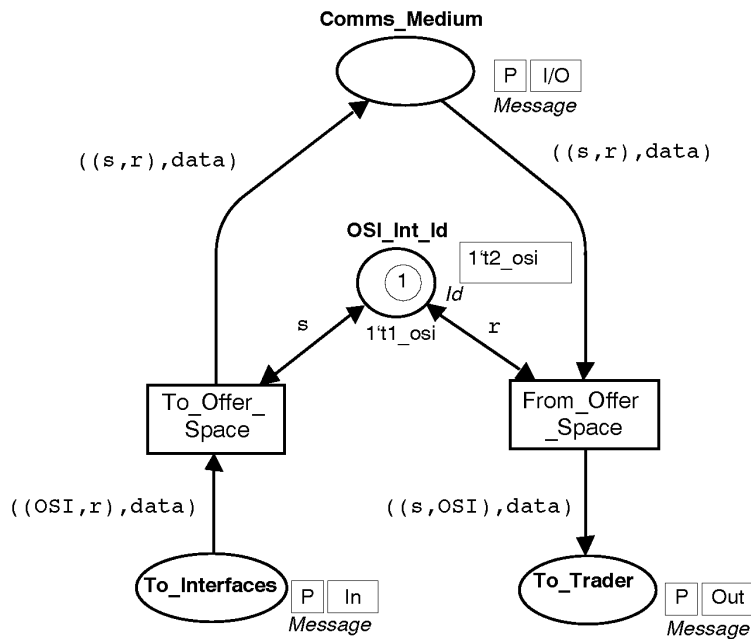 Comms_Medium
P I/O
Message
((s,r),data) ((s,r),data)
OSI_Int_Id
1't2_osi
1
Id
s 1't1_osi r
To_Offer_
Space
From_Offer
_Space
((OSI,r),data) ((s,OSI),data)
To_Interfaces
P In
Message
To_Trader
P Out
Message